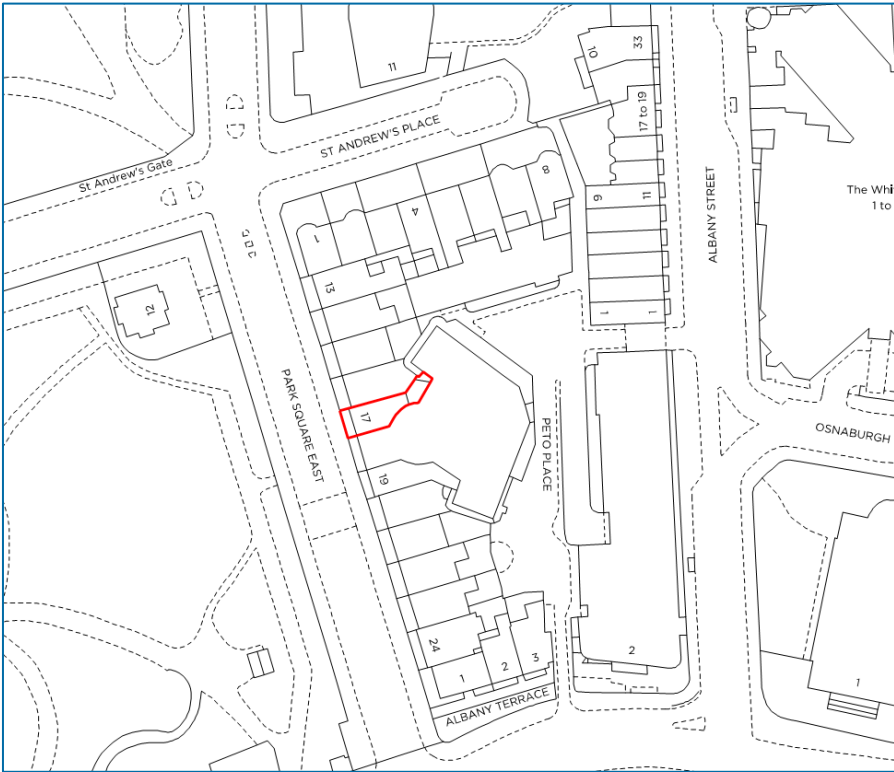 11
10
33
17 to 19
ST ANDREW'S PLACE
St Andrew's Gate
ALBANY STREET
The Whi
1 to
8
4
9
11
1
13
12
1
1
PARK SQUARE EAST
17
PETO PLACE
OSNABURGH
19
24
1
2
3
2
1
ALBANY TERRACE